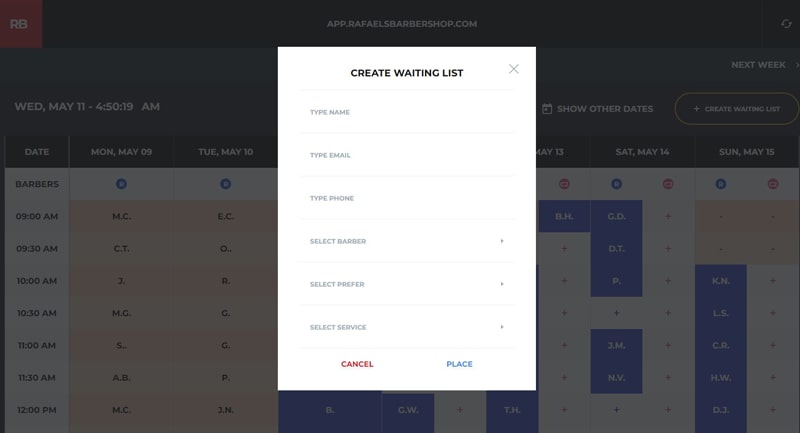 RB
APP.RAFAELSBARBERSHOP.COM
NEXT WEEK
WED, MAY 11 - 4:50:19 AM
SHOW OTHER DATES
+ CREATE WAITING LIST
CREATE WAITING LIST
TYPE NAME
TYPE EMAIL
TYPE PHONE
SELECT BARBER
SELECT PREFER
SELECT SERVICE
CANCEL PLACE
DATE MON, MAY 09 TUE, MAY 10 MAY 13 SAT, MAY 14 SUN, MAY 15
BARBERS R R R R
09:00 AM M.C. E.C. B.H. G.D. + - -
09:30 AM C.T. O.. + D.T. + - -
10:00 AM J. R. + P. + K.N. +
10:30 AM M.G. G. + + + L.S. +
11:00 AM S.. G. + J.M. + C.R. +
11:30 AM A.B. P. + N.V. + H.W. +
12:00 PM M.C. J.N. B. G.W. + T.H. + + + D.J. +